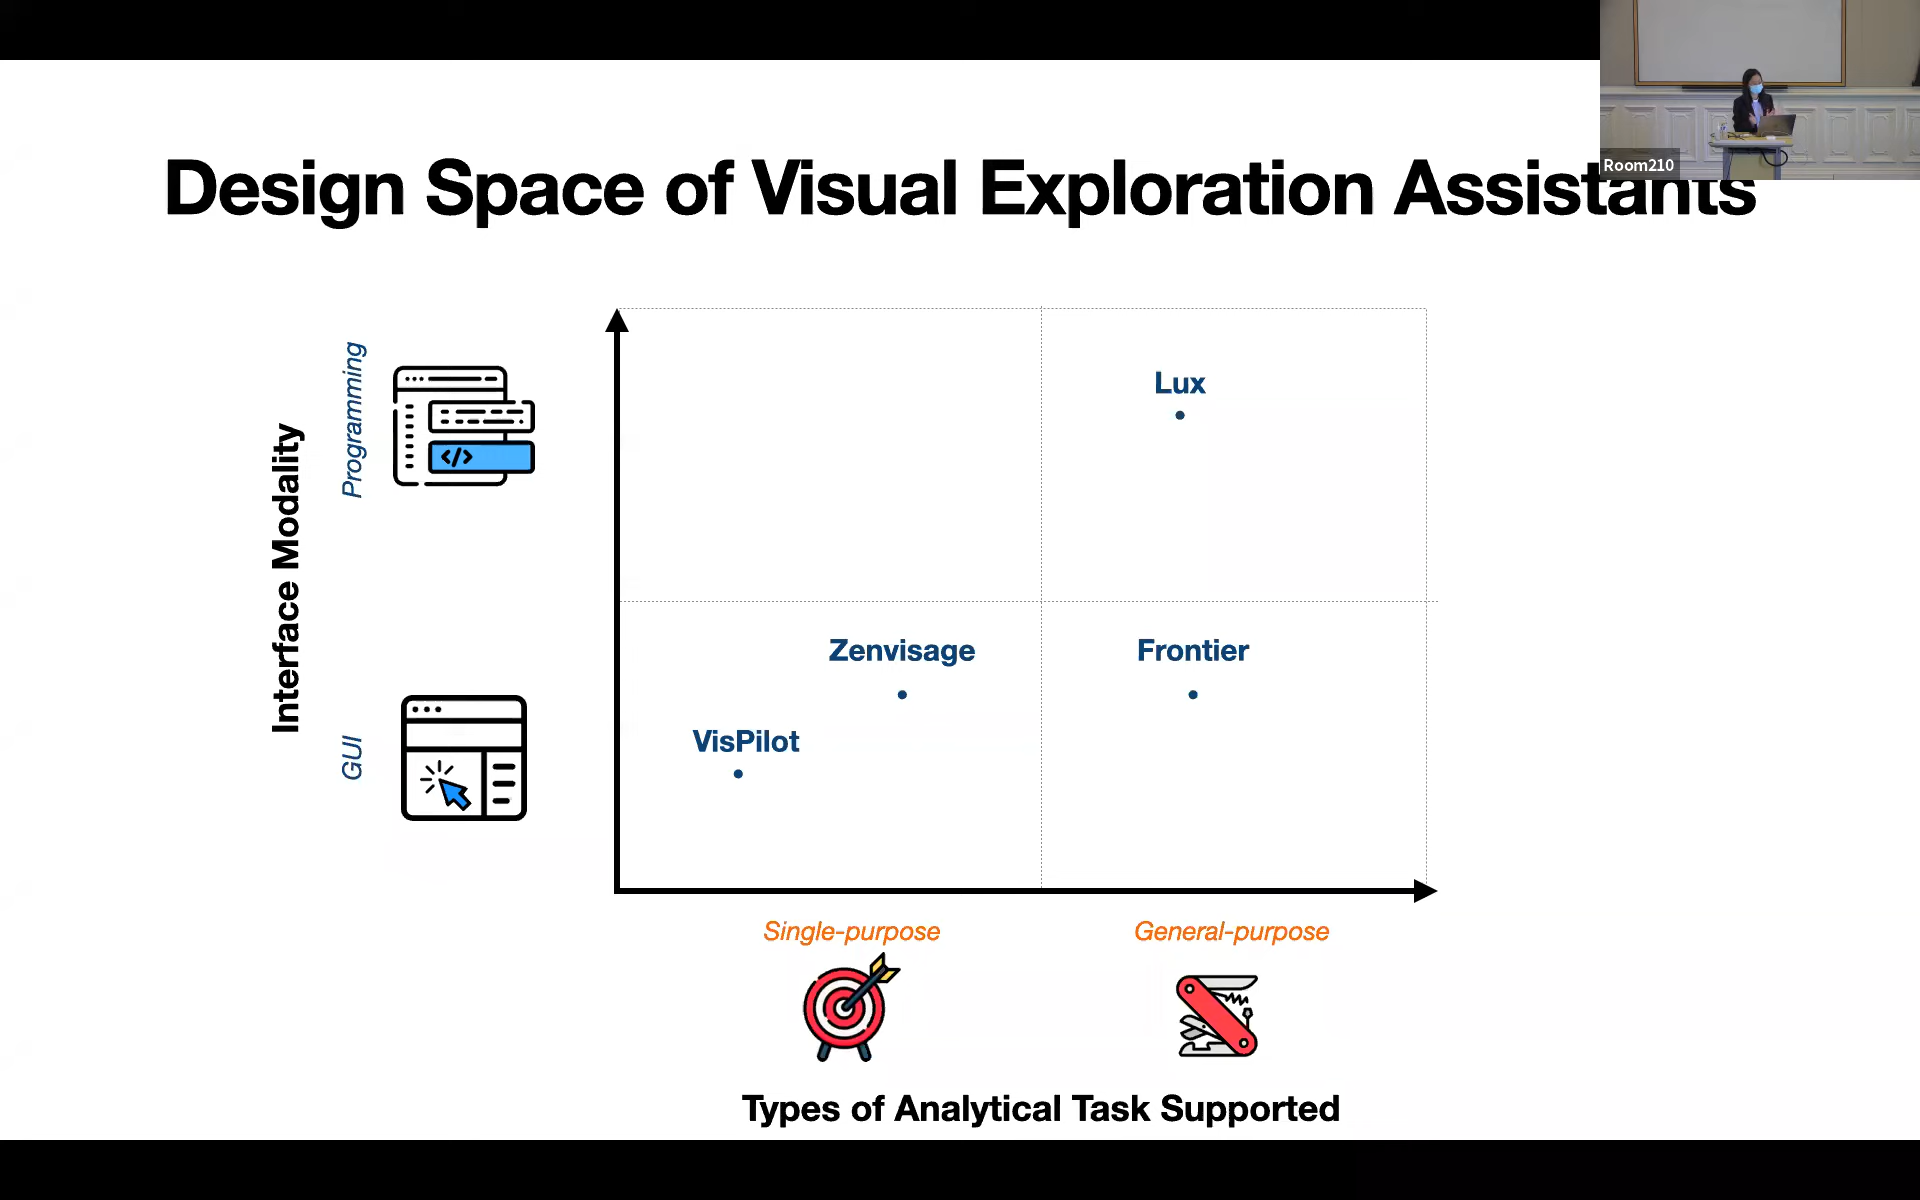 Room210
Design Space of Visual Exploration Assistants
Interface Modality
Programming
</>
GUI
Lux
Zenvisage
Frontier
VisPilot
Single-purpose
General-purpose
Types of Analytical Task Supported